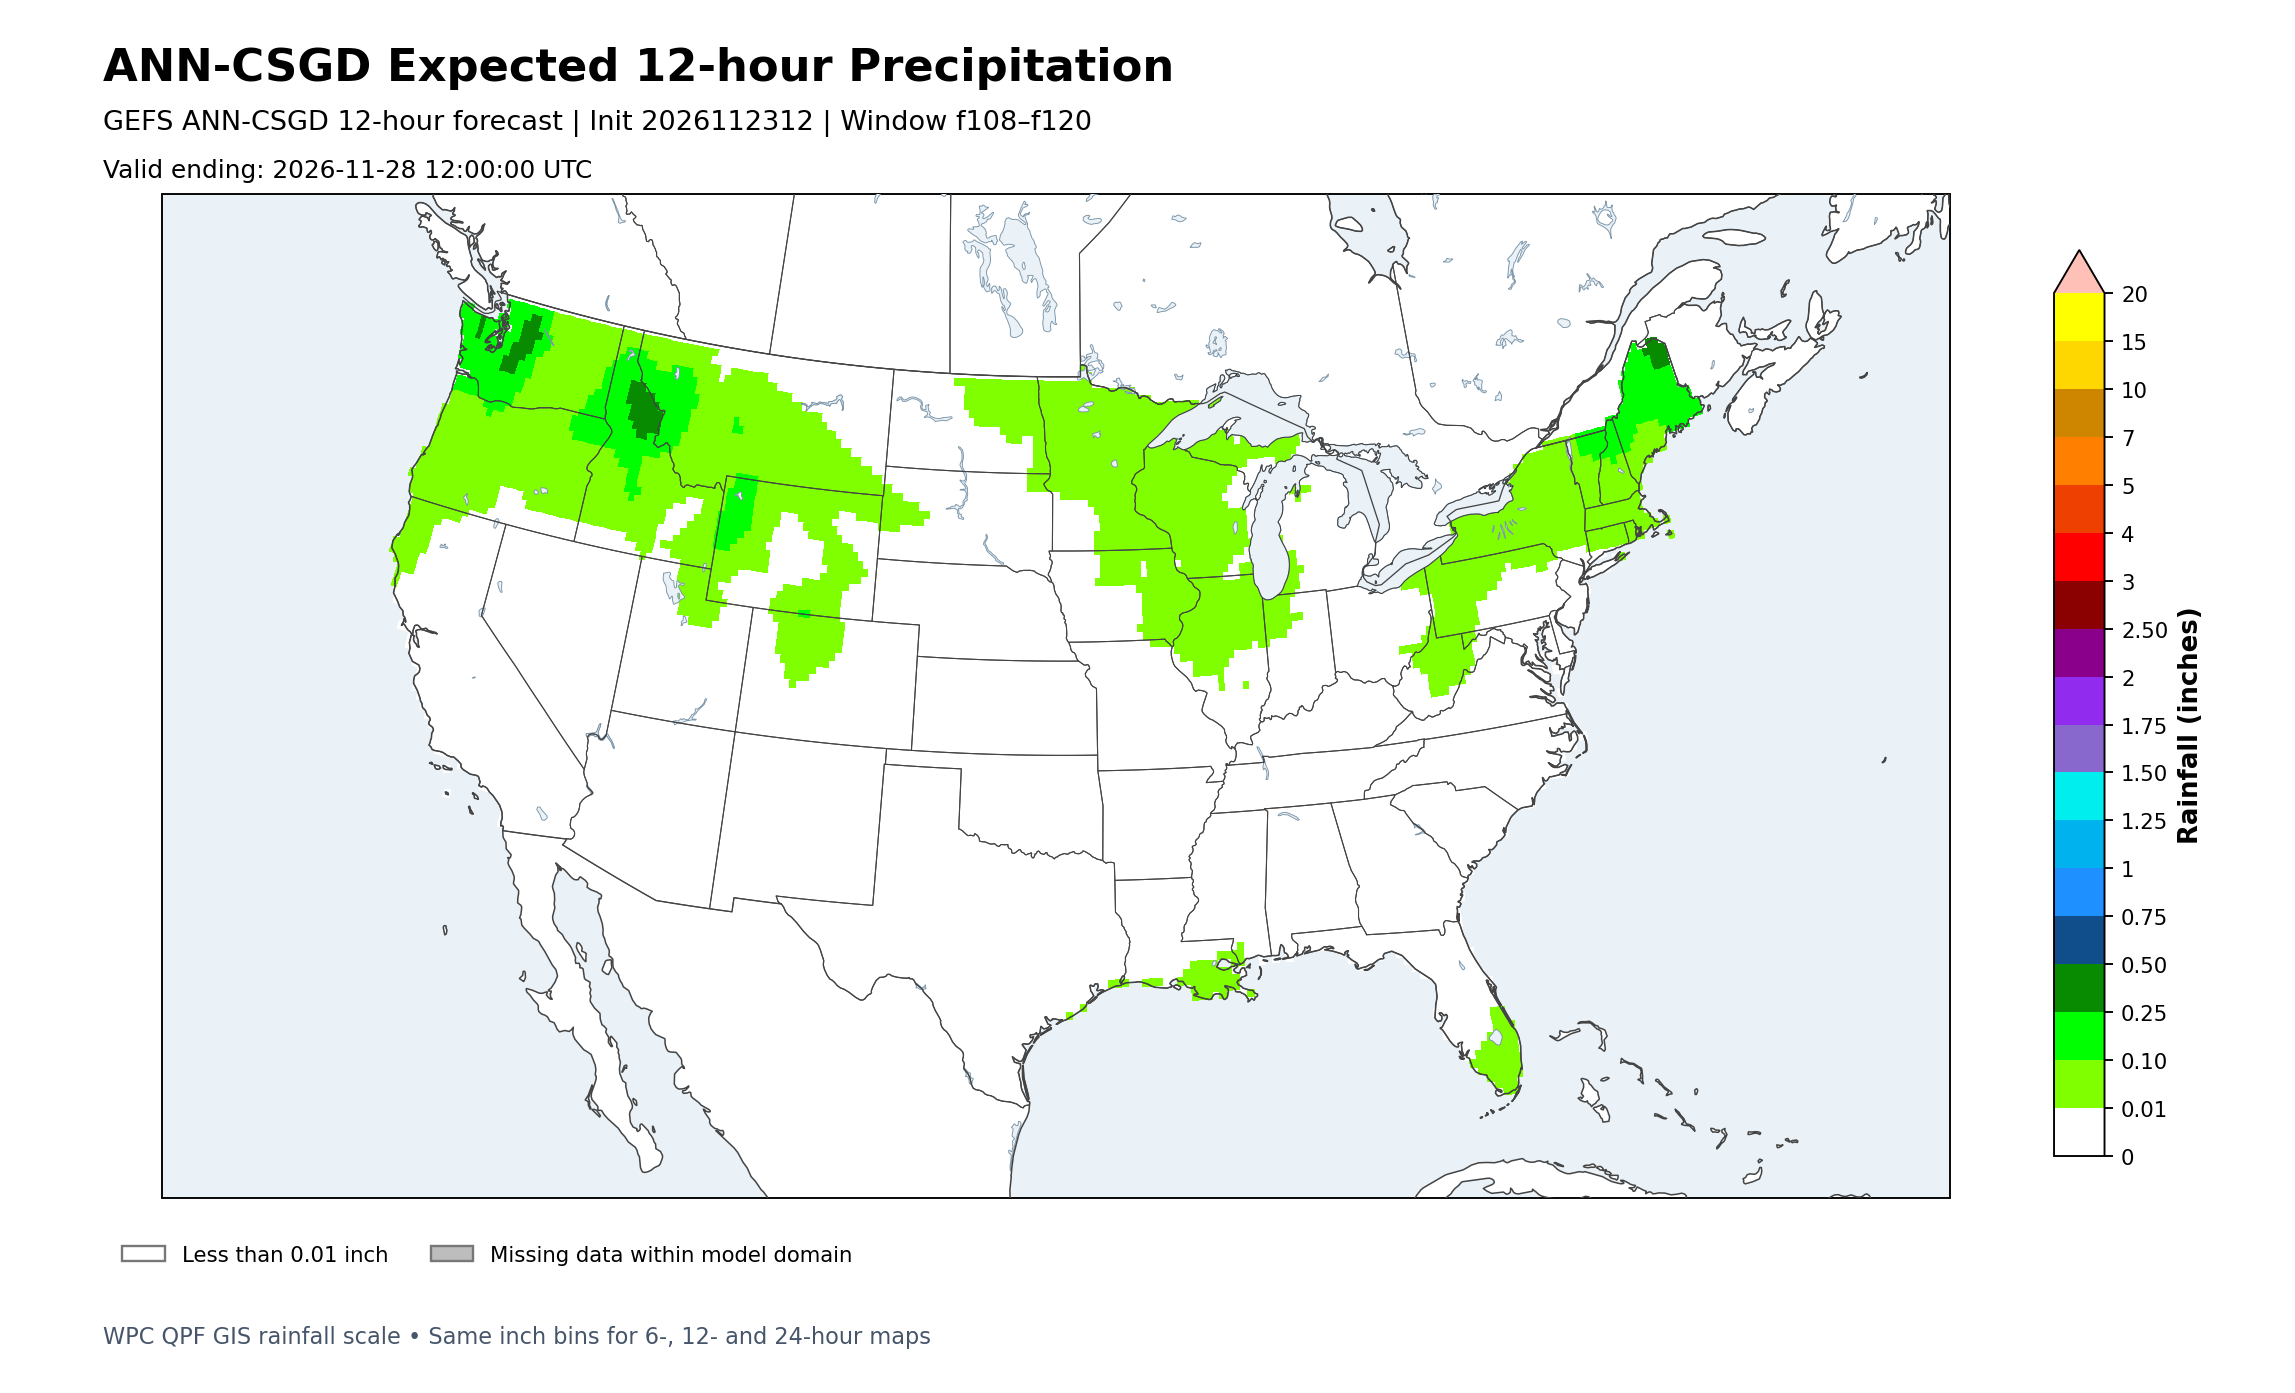 ANN-CSGD Expected 12-hour Precipitation
GEFS ANN-CSGD 12-hour forecast | Init 2026112312 | Window f108–f120
Valid ending: 2026-11-28 12:00:00 UTC
20
15
10
7
5
4
3
2.50
2
1.75
1.50
1.25
1
0.75
0.50
0.25
0.10
0.01
0
Rainfall (inches)
Less than 0.01 inch
Missing data within model domain
WPC QPF GIS rainfall scale • Same inch bins for 6-, 12- and 24-hour maps